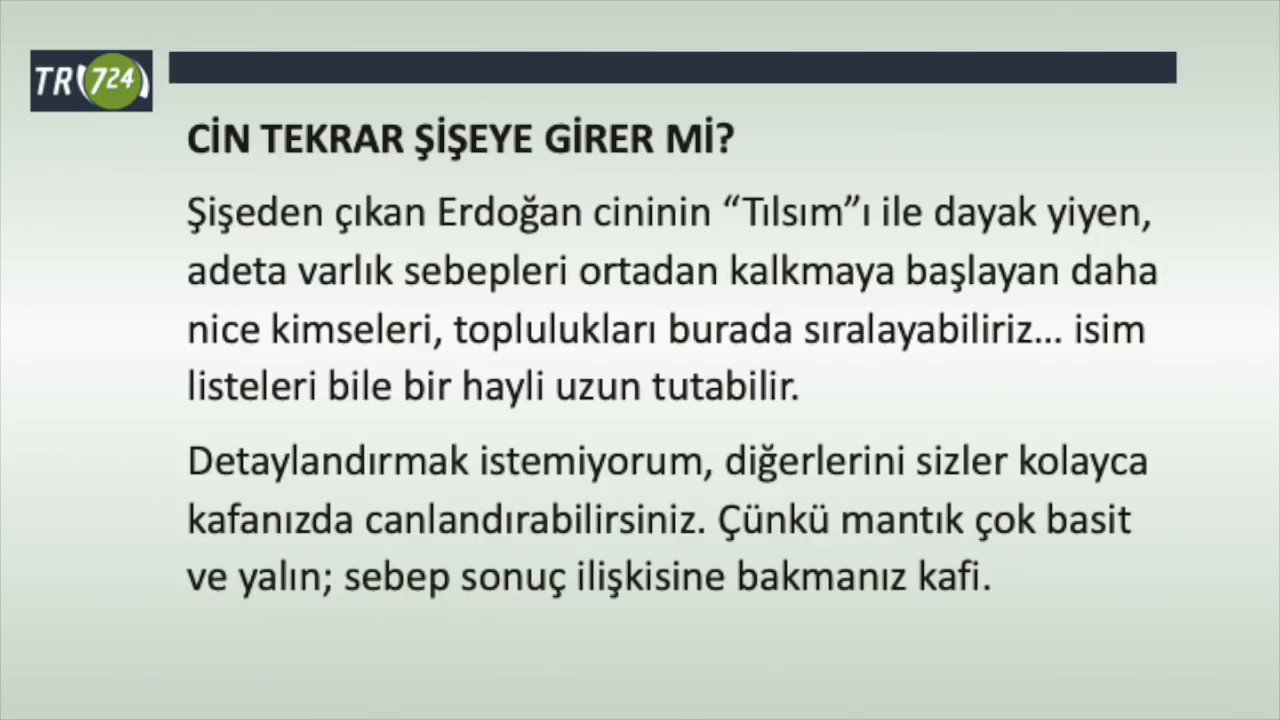 TR724
CİN TEKRAR ŞİŞEYE GİRER Mİ?
Şişeden çıkan Erdoğan cininin “Tılsım”ı ile dayak yiyen,
adeta varlık sebepleri ortadan kalkmaya başlayan daha
nice kimseleri, toplulukları burada sıralayabiliriz… isim
listeleri bile bir hayli uzun tutabilir.
Detaylandırmak istemiyorum, diğerlerini sizler kolayca
kafanızda canlandırabilirsiniz. Çünkü mantık çok basit
ve yalın; sebep sonuç ilişkisine bakmanız kafi.